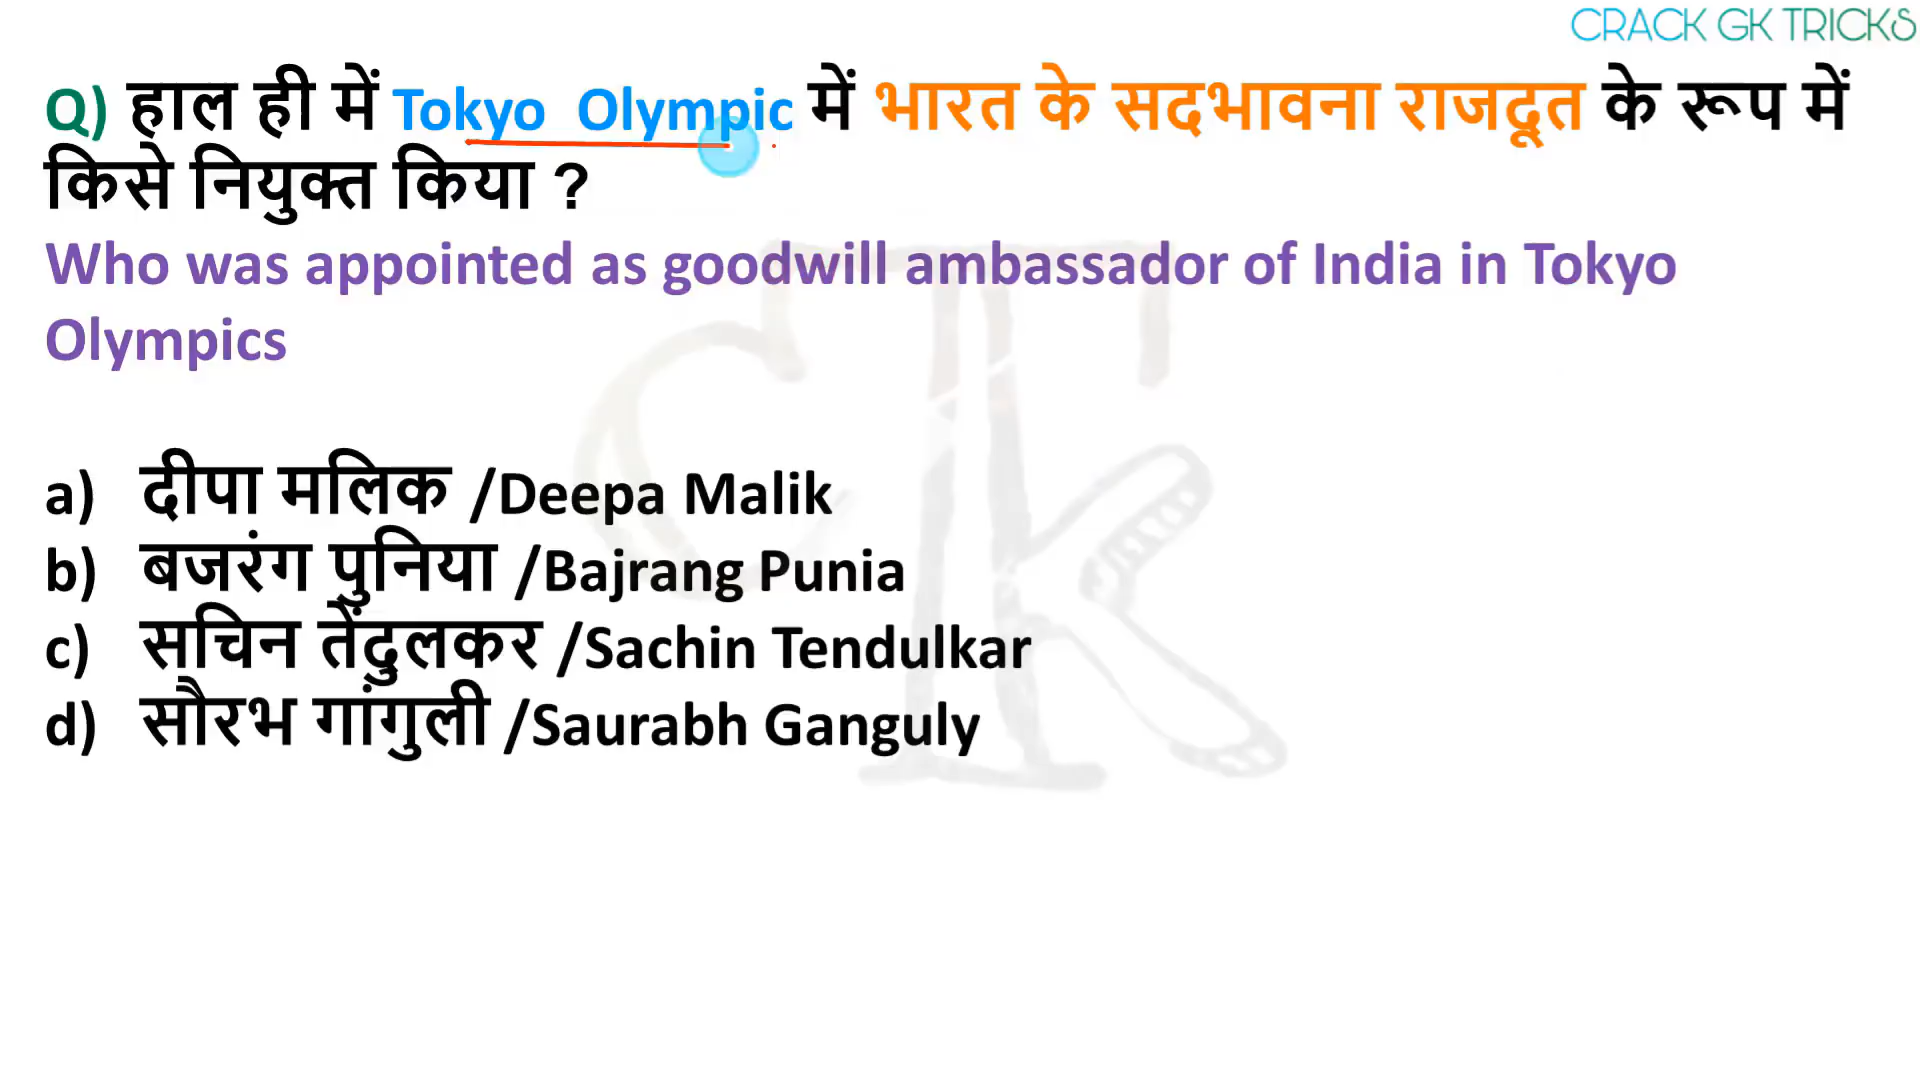 CRACK GK TRICKS
Q) हाल ही में Tokyo Olympic में भारत के सदभावना राजदूत के रूप में
किसे नियुक्त किया ?
Who was appointed as goodwill ambassador of India in Tokyo
Olympics
a) दीपा मलिक /Deepa Malik
b) बजरंग पुनिया /Bajrang Punia
c) सचिन तेंदुलकर /Sachin Tendulkar
d) सौरभ गांगुली /Saurabh Ganguly